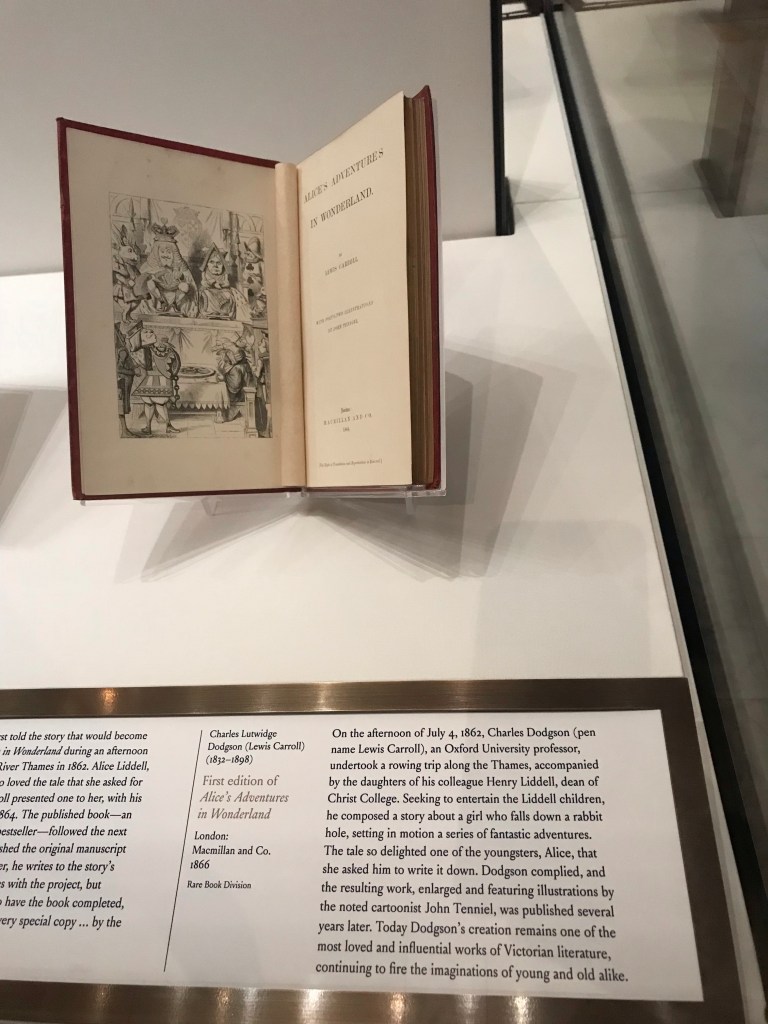 ALICE'S ADVENTURES
IN WONDERLAND.
BY
LEWIS CARROLL
WITH FORTY-TWO ILLUSTRATIONS
BY JOHN TENNIEL
London
MACMILLAN AND CO.
rst told the story that would become
in Wonderland during an afternoon
River Thames in 1862. Alice Liddell,
o loved the tale that she asked for
oll presented one to her, with his
864. The published book—an
bestseller—followed the next
shed the original manuscript
er, he writes to the story's
s with the project, but
o have the book completed,
very special copy ... by the
Charles Lutwidge
Dodgson (Lewis Carroll)
(1832–1898)
First edition of
Alice's Adventures
in Wonderland
London:
Macmillan and Co.
1866
Rare Book Division
On the afternoon of July 4, 1862, Charles Dodgson (pen
name Lewis Carroll), an Oxford University professor,
undertook a rowing trip along the Thames, accompanied
by the daughters of his colleague Henry Liddell, dean of
Christ College. Seeking to entertain the Liddell children,
he composed a story about a girl who falls down a rabbit
hole, setting in motion a series of fantastic adventures.
The tale so delighted one of the youngsters, Alice, that
she asked him to write it down. Dodgson complied, and
the resulting work, enlarged and featuring illustrations by
the noted cartoonist John Tenniel, was published several
years later. Today Dodgson's creation remains one of the
most loved and influential works of Victorian literature,
continuing to fire the imaginations of young and old alike.